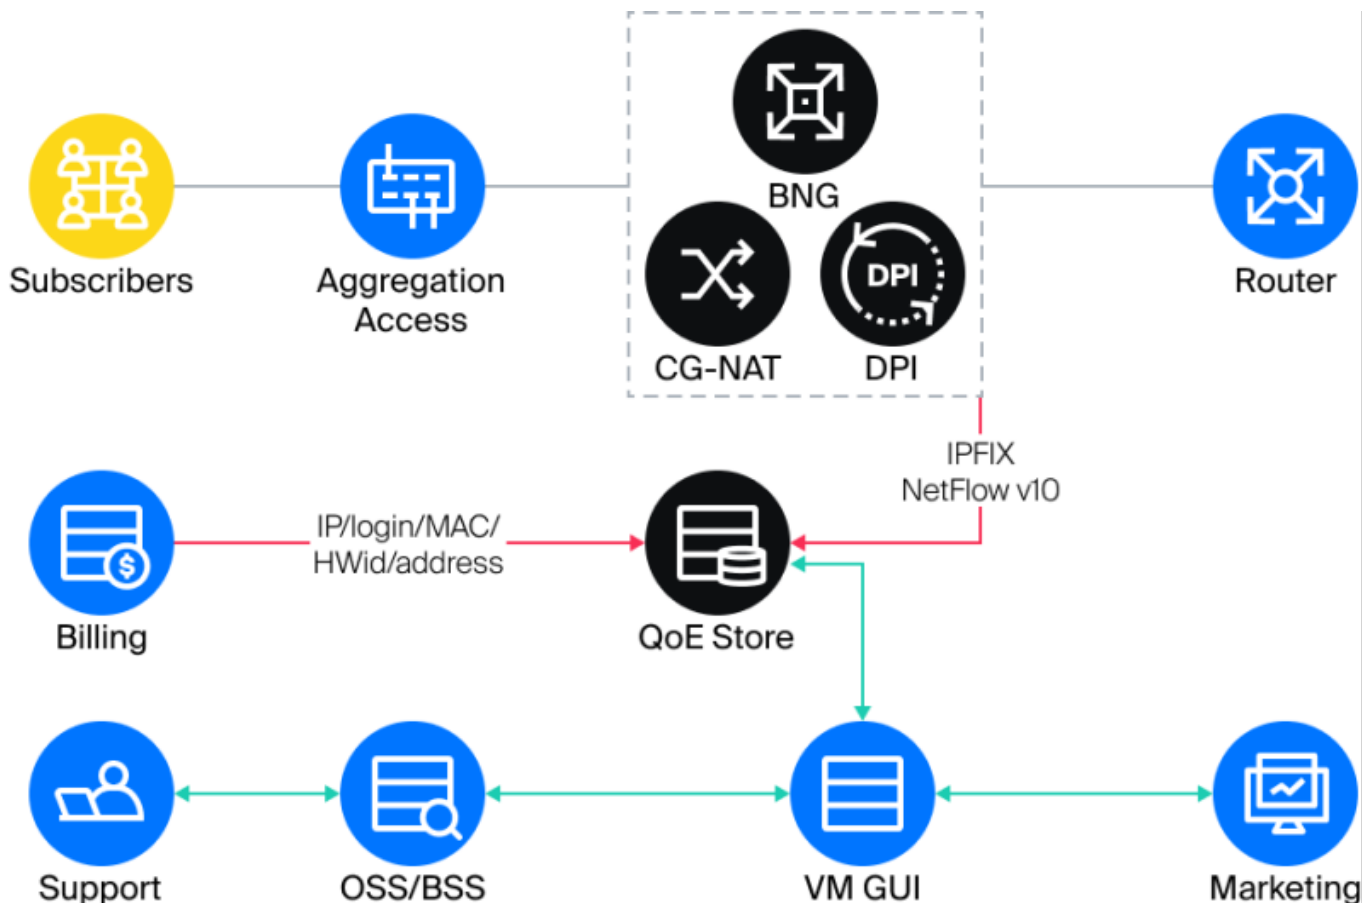 BNG
Subscribers
Aggregation
Access
CG-NAT
DPI
DPI
Router
IPFIX
NetFlow v10
IP/login/MAC/
HWid/address
$
Billing
QoE Store
Support
OSS/BSS
VM GUI
Marketing